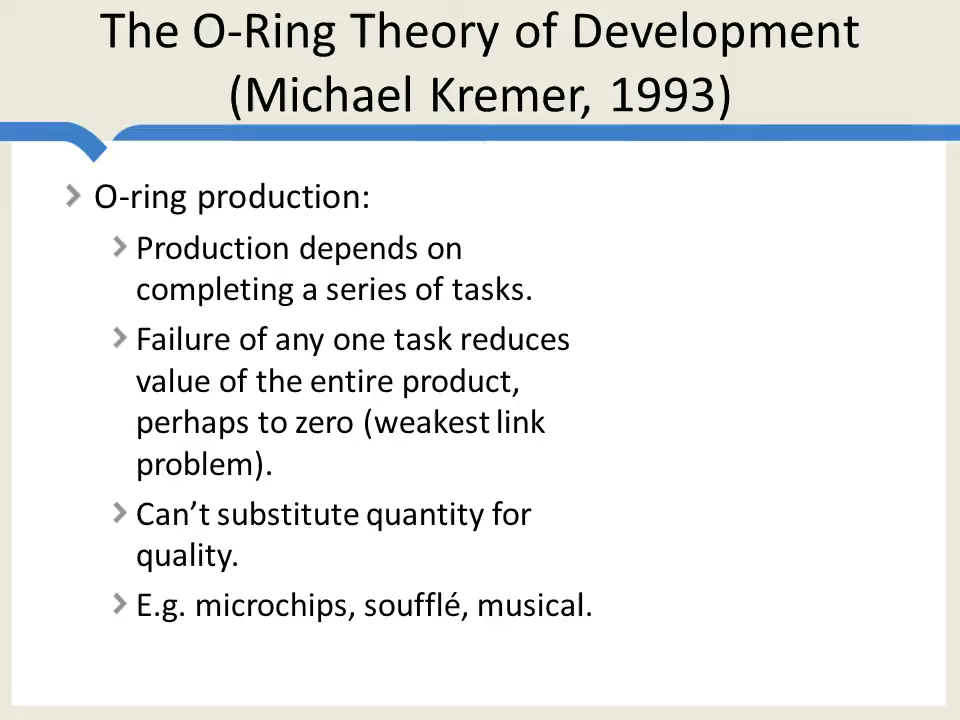 The O-Ring Theory of Development
(Michael Kremer, 1993)
O-ring production:
Production depends on
completing a series of tasks.
Failure of any one task reduces
value of the entire product,
perhaps to zero (weakest link
problem).
Can’t substitute quantity for
quality.
E.g. microchips, soufflé, musical.